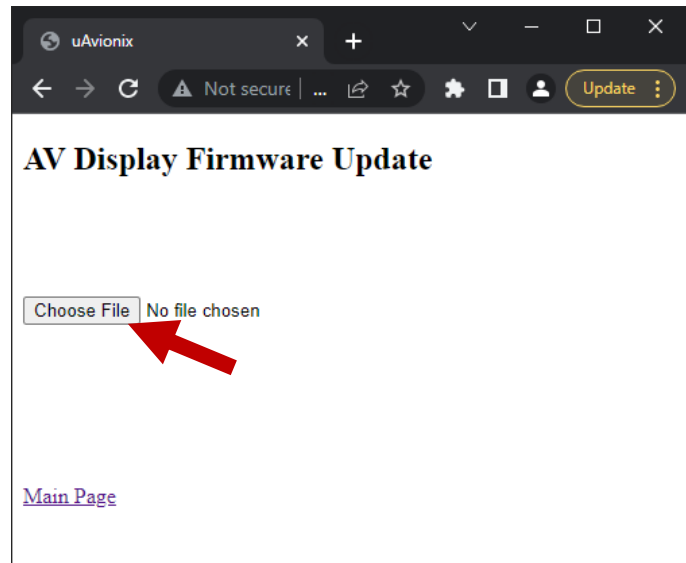 uAvionix
Not secure ... Update
AV Display Firmware Update
Choose File No file chosen
Main Page